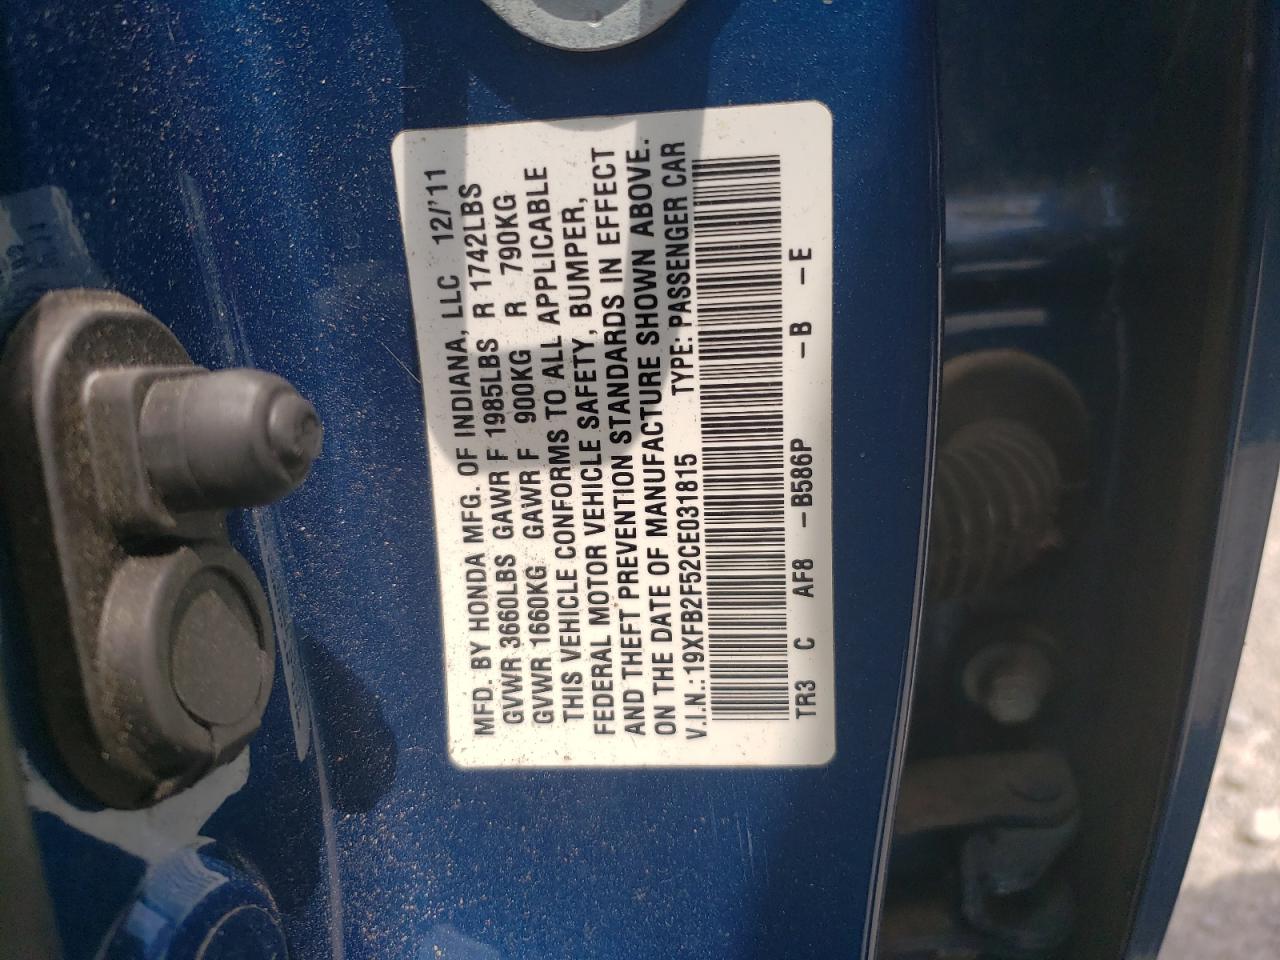 MFD. BY HONDA MFG. OF INDIANA, LLC 12/'11
GVWR 3660LBS GAWR F 1985LBS R 1742LBS
GVWR 1660KG GAWR F 900KG R 790KG
THIS VEHICLE CONFORMS TO ALL APPLICABLE
FEDERAL MOTOR VEHICLE SAFETY, BUMPER,
AND THEFT PREVENTION STANDARDS IN EFFECT
ON THE DATE OF MANUFACTURE SHOWN ABOVE.
V.I.N.: 19XFB2F52CE031815 TYPE: PASSENGER CAR
TR3 C AF8 – B586P – B – E